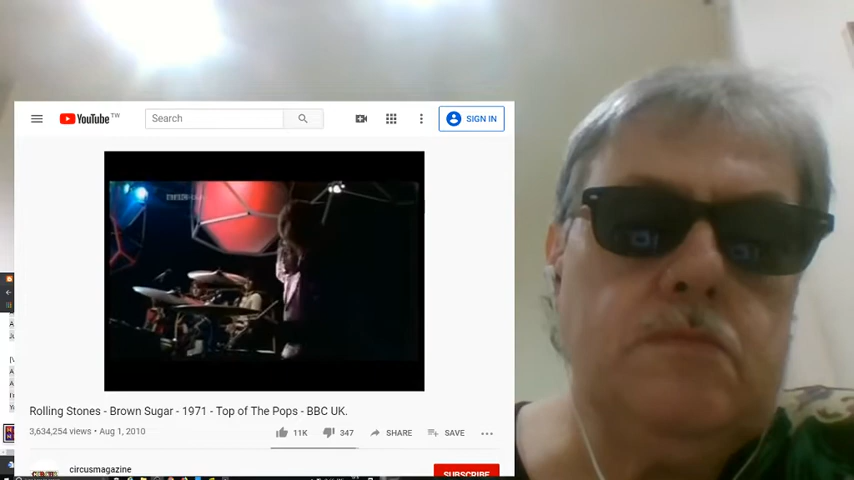 YouTube TW
Search
SIGN IN
Rolling Stones - Brown Sugar - 1971 - Top of The Pops - BBC UK.
3,634,254 views • Aug 1, 2010
11K
347
SHARE
SAVE
circusmagazine
SUBSCRIBE